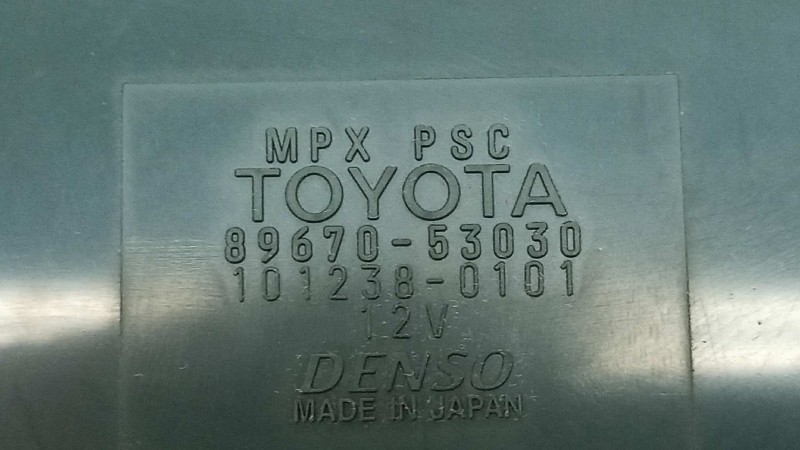 MPX PSC
TOYOTA
89670-53030
101238-0101
12V
DENSO
MADE IN JAPAN